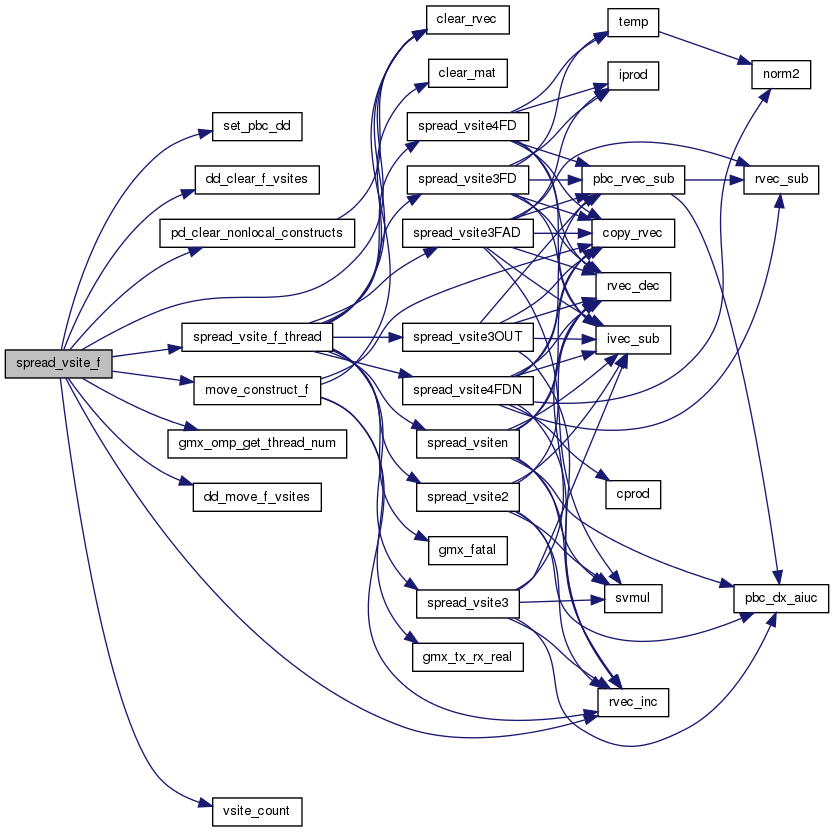 spread_vsite_f
set_pbc_dd
dd_clear_f_vsites
pd_clear_nonlocal_constructs
spread_vsite_f_thread
move_construct_f
gmx_omp_get_thread_num
dd_move_f_vsites
vsite_count
clear_rvec
clear_mat
spread_vsite4FD
spread_vsite3FD
spread_vsite3FAD
spread_vsite3OUT
spread_vsite4FDN
spread_vsiten
spread_vsite2
gmx_fatal
spread_vsite3
gmx_tx_rx_real
temp
iprod
pbc_rvec_sub
copy_rvec
rvec_dec
ivec_sub
cprod
svmul
rvec_inc
norm2
rvec_sub
pbc_dx_aiuc